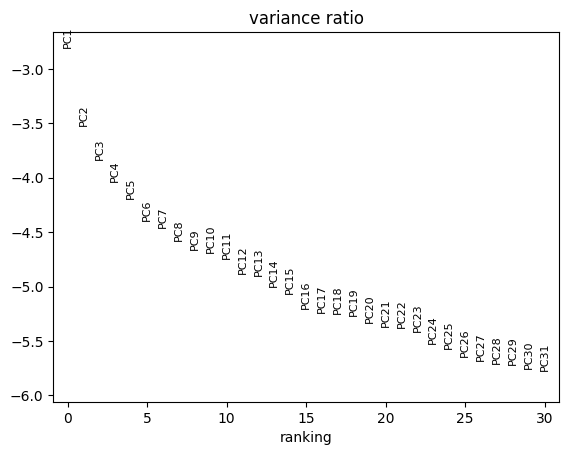 variance ratio
−3.0
−3.5
−4.0
−4.5
−5.0
−5.5
−6.0
PC1
PC2
PC3
PC4
PC5
PC6
PC7
PC8
PC9
PC10
PC11
PC12
PC13
PC14
PC15
PC16
PC17
PC18
PC19
PC20
PC21
PC22
PC23
PC24
PC25
PC26
PC27
PC28
PC29
PC30
PC31
0 5 10 15 20 25 30
ranking